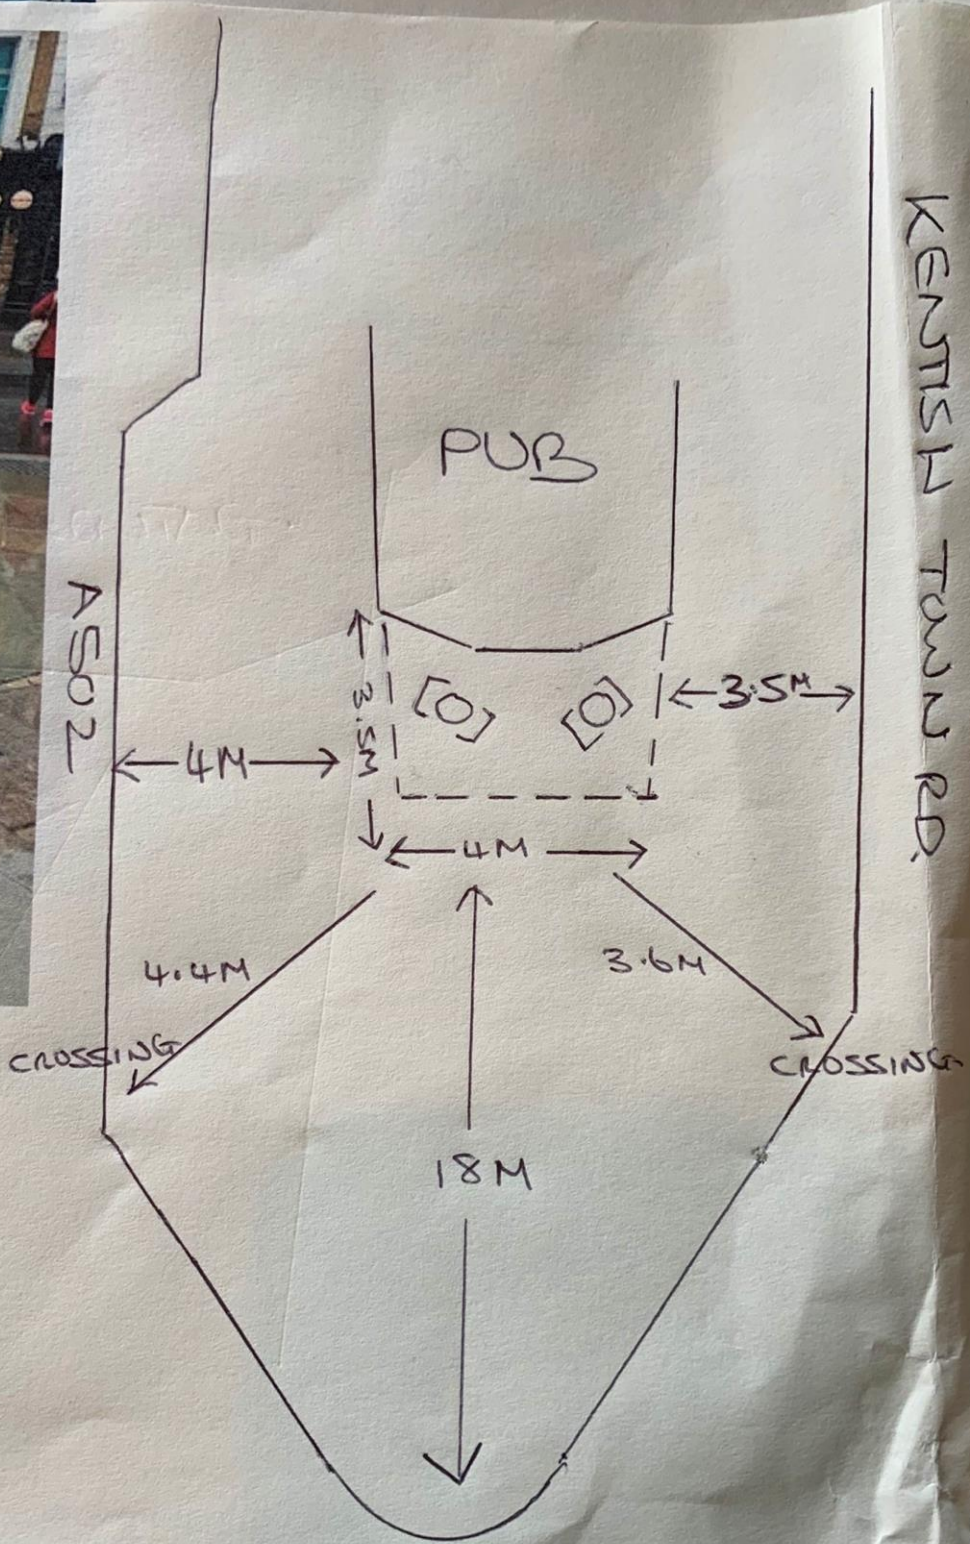 KENTISH TOWN RD.
PUB
A502
3.5M
3.5M
4M
4M
4.4M
3.6M
CROSSING
CROSSING
18M